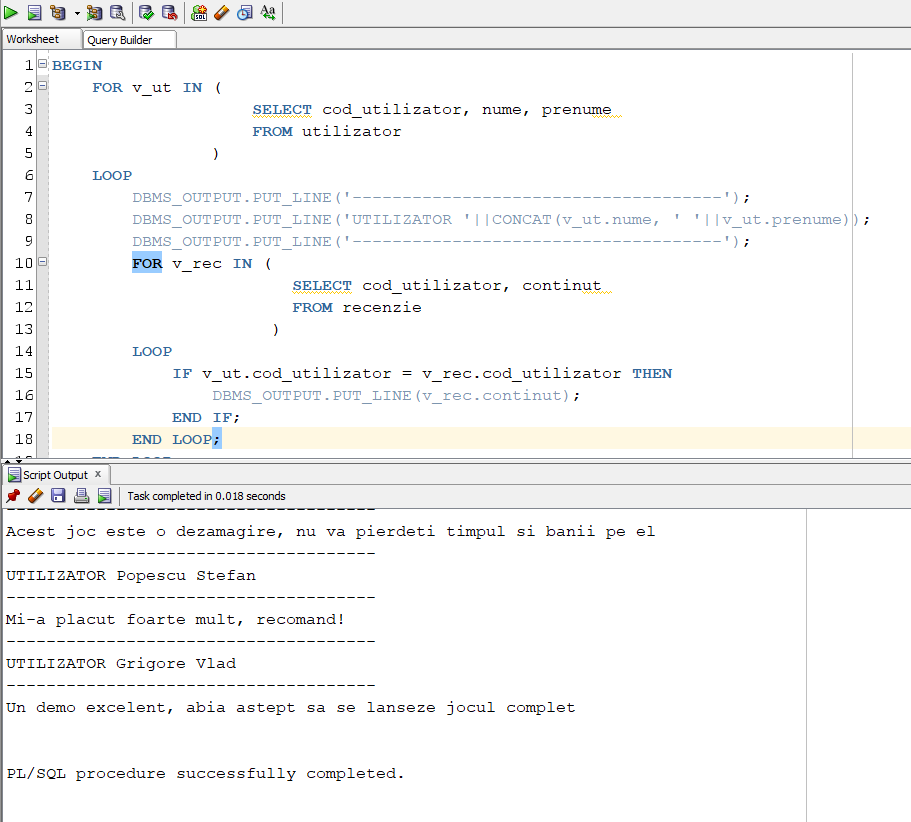 SQL
Aa
Worksheet
Query Builder
1 BEGIN
2 FOR v_ut IN (
3 SELECT cod_utilizator, nume, prenume
4 FROM utilizator
5 )
6 LOOP
7 DBMS_OUTPUT.PUT_LINE('-------------------------------------');
8 DBMS_OUTPUT.PUT_LINE('UTILIZATOR '||CONCAT(v_ut.nume, ' '||v_ut.prenume));
9 DBMS_OUTPUT.PUT_LINE('-------------------------------------');
10 FOR v_rec IN (
11 SELECT cod_utilizator, continut
12 FROM recenzie
13 )
14 LOOP
15 IF v_ut.cod_utilizator = v_rec.cod_utilizator THEN
16 DBMS_OUTPUT.PUT_LINE(v_rec.continut);
17 END IF;
18 END LOOP;
Script Output x
Task completed in 0.018 seconds
-------------------------------------
Acest joc este o dezamagire, nu va pierdeti timpul si banii pe el
-------------------------------------
UTILIZATOR Popescu Stefan
-------------------------------------
Mi-a placut foarte mult, recomand!
-------------------------------------
UTILIZATOR Grigore Vlad
-------------------------------------
Un demo excelent, abia astept sa se lanseze jocul complet
PL/SQL procedure successfully completed.